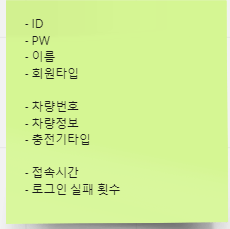 - ID
- PW
- 이름
- 회원타입

- 차량번호
- 차량정보
- 충전기타입

- 접속시간
- 로그인 실패 횟수